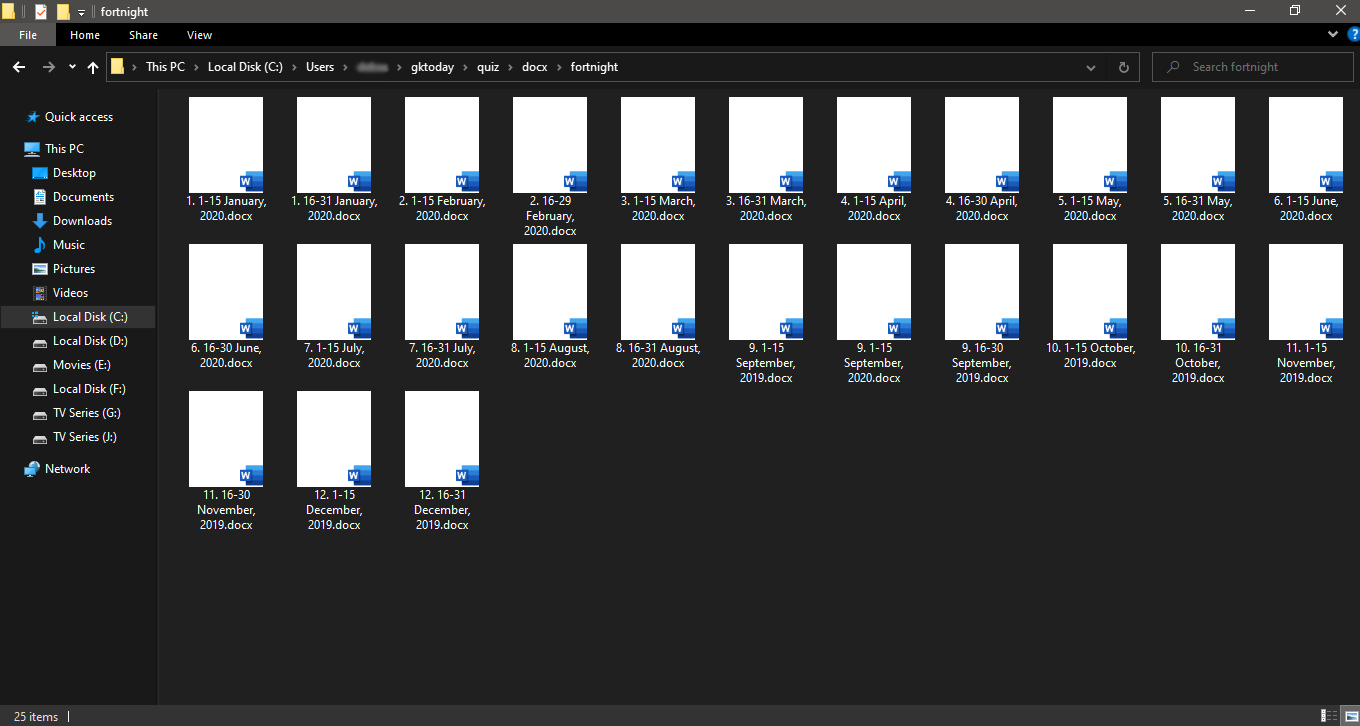 fortnight
File Home Share View
This PC Local Disk (C:) Users gktoday quiz docx fortnight
Search fortnight
Quick access
This PC
Desktop
Documents
Downloads
Music
Pictures
Videos
Local Disk (C:)
Local Disk (D:)
Movies (E:)
Local Disk (F:)
TV Series (G:)
TV Series (J:)
Network
1. 1-15 January,
2020.docx
1. 16-31 January,
2020.docx
2. 1-15 February,
2020.docx
2. 16-29
February,
2020.docx
3. 1-15 March,
2020.docx
3. 16-31 March,
2020.docx
4. 1-15 April,
2020.docx
4. 16-30 April,
2020.docx
5. 1-15 May,
2020.docx
5. 16-31 May,
2020.docx
6. 1-15 June,
2020.docx
6. 16-30 June,
2020.docx
7. 1-15 July,
2020.docx
7. 16-31 July,
2020.docx
8. 1-15 August,
2020.docx
8. 16-31 August,
2020.docx
9. 1-15
September,
2019.docx
9. 1-15
September,
2020.docx
9. 16-30
September,
2019.docx
10. 1-15 October,
2019.docx
10. 16-31
October,
2019.docx
11. 1-15
November,
2019.docx
11. 16-30
November,
2019.docx
12. 1-15
December,
2019.docx
12. 16-31
December,
2019.docx
25 items